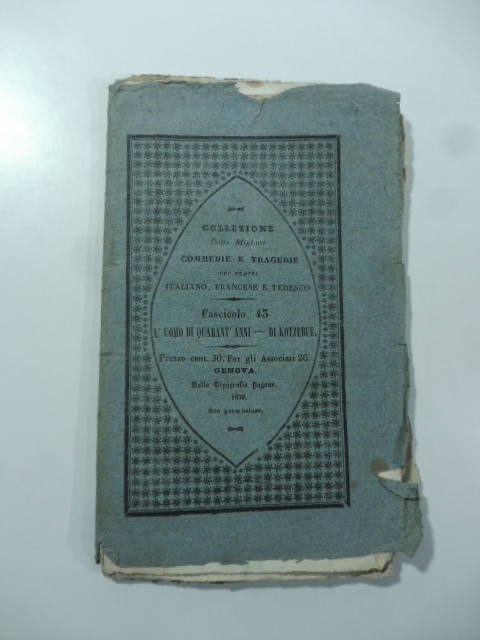 COLLEZIONE
Delle Migliori
COMMEDIE E TRAGEDIE
DEI TEATRI
ITALIANO, FRANCESE E TEDESCO
Fascicolo 43
L'UOMO DI QUARANT'ANNI — DI KOTZEBUE.
Prezzo cent. 30. Per gli Associati 26.
GENOVA.
Dalla Tipografia Pagano.
1830.
Con permissione.